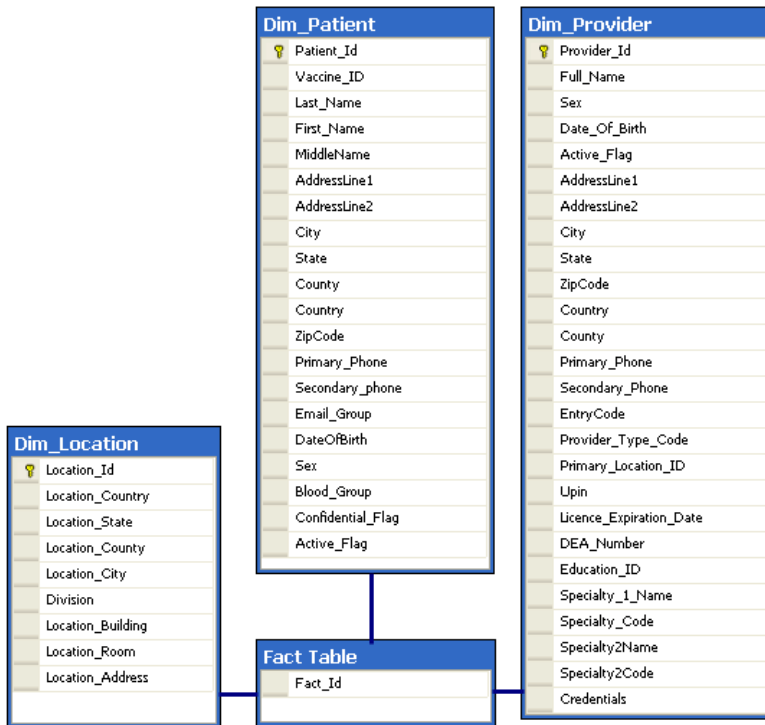 Dim_Patient
Patient_Id
Vaccine_ID
Last_Name
First_Name
MiddleName
AddressLine1
AddressLine2
City
State
County
Country
ZipCode
Primary_Phone
Secondary_phone
Email_Group
DateOfBirth
Sex
Blood_Group
Confidential_Flag
Active_Flag
Dim_Provider
Provider_Id
Full_Name
Sex
Date_Of_Birth
Active_Flag
AddressLine1
AddressLine2
City
State
ZipCode
Country
County
Primary_Phone
Secondary_Phone
EntryCode
Provider_Type_Code
Primary_Location_ID
Upin
Licence_Expiration_Date
DEA_Number
Education_ID
Specialty_1_Name
Specialty_Code
Specialty2Name
Specialty2Code
Credentials
Dim_Location
Location_Id
Location_Country
Location_State
Location_County
Location_City
Division
Location_Building
Location_Room
Location_Address
Fact Table
Fact_Id